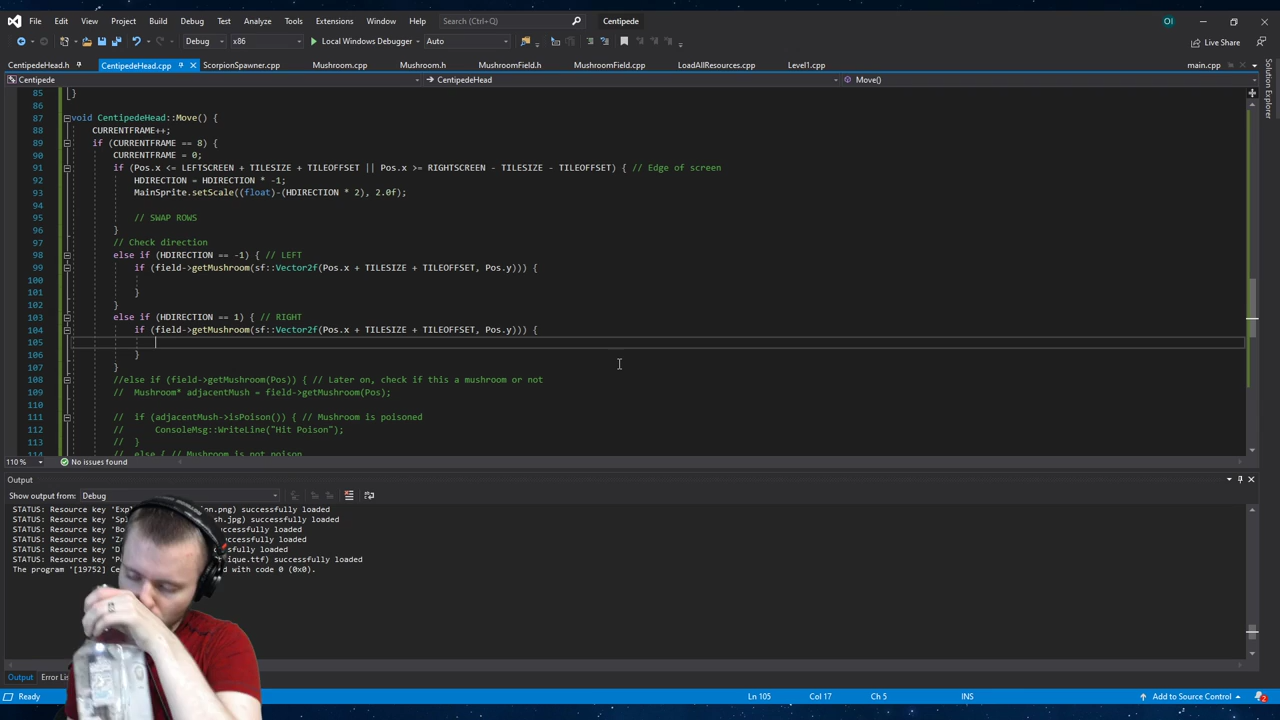 File Edit View Project Build Debug Test Analyze Tools Extensions Window Help Search (Ctrl+Q) Centipede OI
Debug x86 Local Windows Debugger Auto Live Share
CentipedeHead.h CentipedeHead.cpp ScorpionSpawner.cpp Mushroom.cpp Mushroom.h MushroomField.h MushroomField.cpp LoadAllResources.cpp Level1.cpp main.cpp
Centipede CentipedeHead Move()
Solution Explorer
85 }
86
87 void CentipedeHead::Move() {
88 CURRENTFRAME++;
89 if (CURRENTFRAME == 8) {
90 CURRENTFRAME = 0;
91 if (Pos.x <= LEFTSCREEN + TILESIZE + TILEOFFSET || Pos.x >= RIGHTSCREEN - TILESIZE - TILEOFFSET) { // Edge of screen
92 HDIRECTION = HDIRECTION * -1;
93 MainSprite.setScale((float)-(HDIRECTION * 2), 2.0f);
94
95 // SWAP ROWS
96 }
97 // Check direction
98 else if (HDIRECTION == -1) { // LEFT
99 if (field->getMushroom(sf::Vector2f(Pos.x + TILESIZE + TILEOFFSET, Pos.y))) {
100
101 }
102 }
103 else if (HDIRECTION == 1) { // RIGHT
104 if (field->getMushroom(sf::Vector2f(Pos.x + TILESIZE + TILEOFFSET, Pos.y))) {
105
106 }
107 }
108 //else if (field->getMushroom(Pos)) { // Later on, check if this a mushroom or not
109 // Mushroom* adjacentMush = field->getMushroom(Pos);
110
111 // if (adjacentMush->isPoison()) { // Mushroom is poisoned
112 // ConsoleMsg::WriteLine("Hit Poison");
113 // }
114 // else { // Mushroom is not poison
110 % No issues found
Output
Show output from: Debug
STATUS: Resource key 'Exp on.png) successfully loaded
STATUS: Resource key 'Spl sh.jpg) successfully loaded
STATUS: Resource key 'Bo successfully loaded
STATUS: Resource key 'Z successfully loaded
STATUS: Resource key 'D successfully loaded
STATUS: Resource key 'P ique.ttf) successfully loaded
The program '[19752] Ce d with code 0 (0x0).
Output Error Lis
Ready Ln 105 Col 17 Ch 5 INS Add to Source Control 2